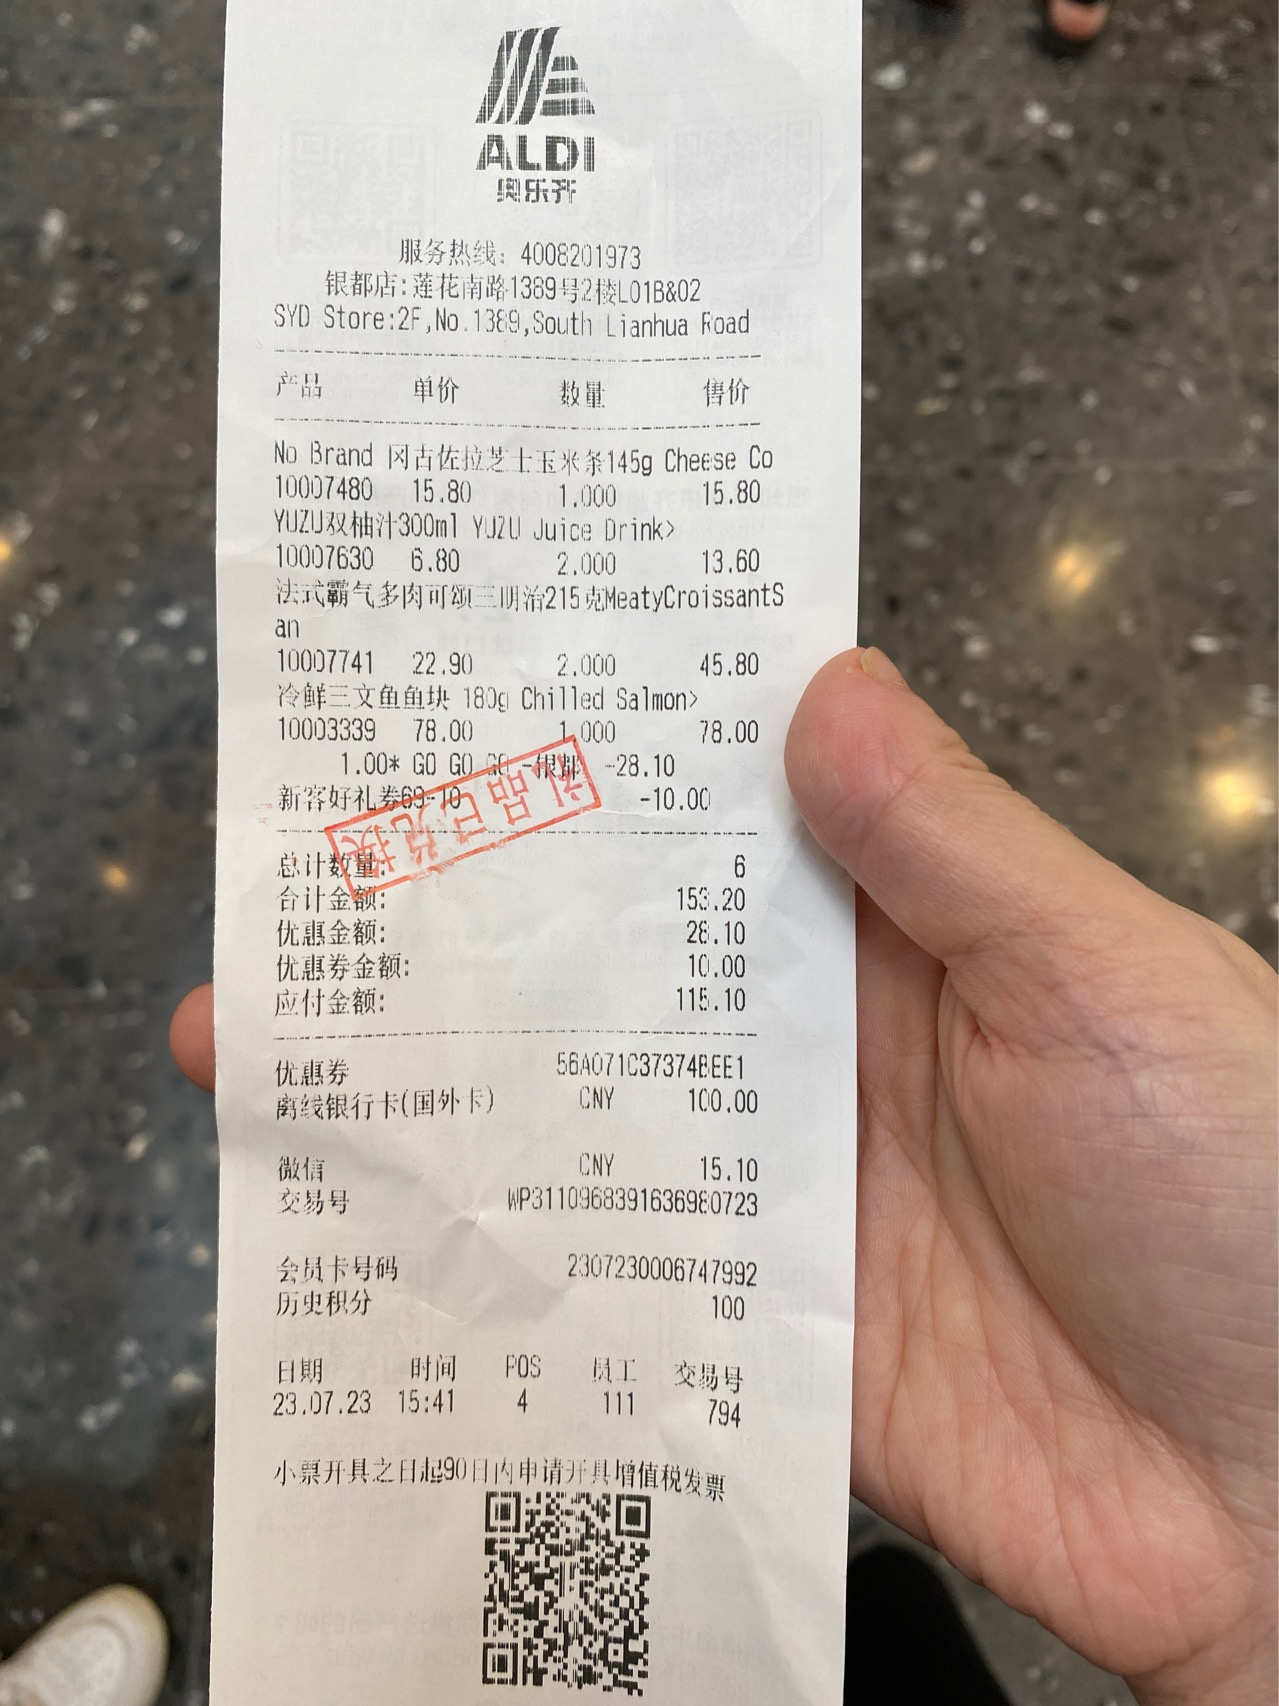 ALDI
奥乐齐
服务热线: 4008201973
银都店:莲花南路1389号2楼L01B&02
SYD Store:2F,No.1389,South Lianhua Road
产品 单价 数量 售价
No Brand 冈古佐拉芝士玉米条145g Cheese Co
10007480 15.80 1.000 15.80
YUZU双柚汁300ml YUZU Juice Drink>
10007630 6.80 2.000 13.60
法式霸气多肉可颂三明治215克MeatyCroissantS
an
10007741 22.90 2.000 45.80
冷鲜三文鱼鱼块 180g Chilled Salmon>
10003339 78.00 1.000 78.00
1.00* GO GO GO -银都 -28.10
新客好礼券69-10 -10.00
礼品已兑换
总计数量: 6
合计金额: 153.20
优惠金额: 28.10
优惠券金额: 10.00
应付金额: 115.10
优惠券 56A071C37374BEE1
离线银行卡(国外卡) CNY 100.00
微信 CNY 15.10
交易号 WP3110968391636980723
会员卡号码 2307230006747992
历史积分 100
日期 时间 POS 员工 交易号
23.07.23 15:41 4 111 794
小票开具之日起90日内申请开具增值税发票